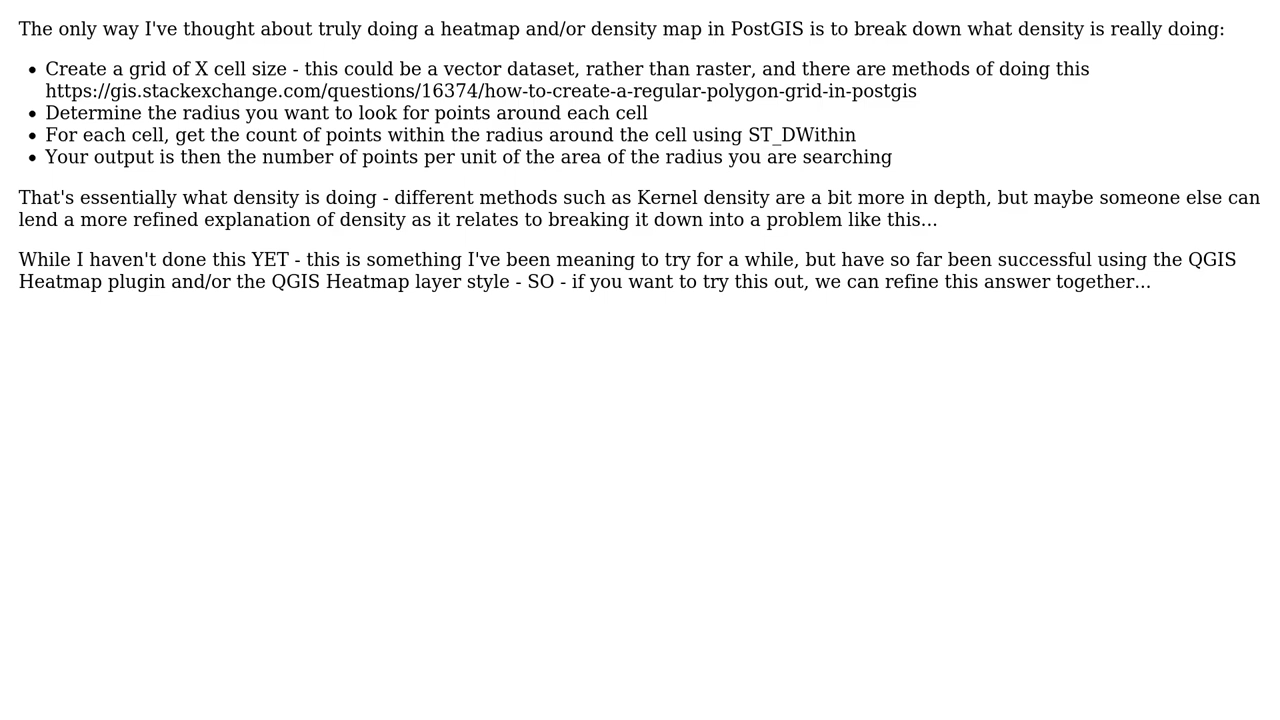 The only way I've thought about truly doing a heatmap and/or density map in PostGIS is to break down what density is really doing:
• Create a grid of X cell size - this could be a vector dataset, rather than raster, and there are methods of doing this
https://gis.stackexchange.com/questions/16374/how-to-create-a-regular-polygon-grid-in-postgis
• Determine the radius you want to look for points around each cell
• For each cell, get the count of points within the radius around the cell using ST_DWithin
• Your output is then the number of points per unit of the area of the radius you are searching
That's essentially what density is doing - different methods such as Kernel density are a bit more in depth, but maybe someone else can
lend a more refined explanation of density as it relates to breaking it down into a problem like this...
While I haven't done this YET - this is something I've been meaning to try for a while, but have so far been successful using the QGIS
Heatmap plugin and/or the QGIS Heatmap layer style - SO - if you want to try this out, we can refine this answer together...